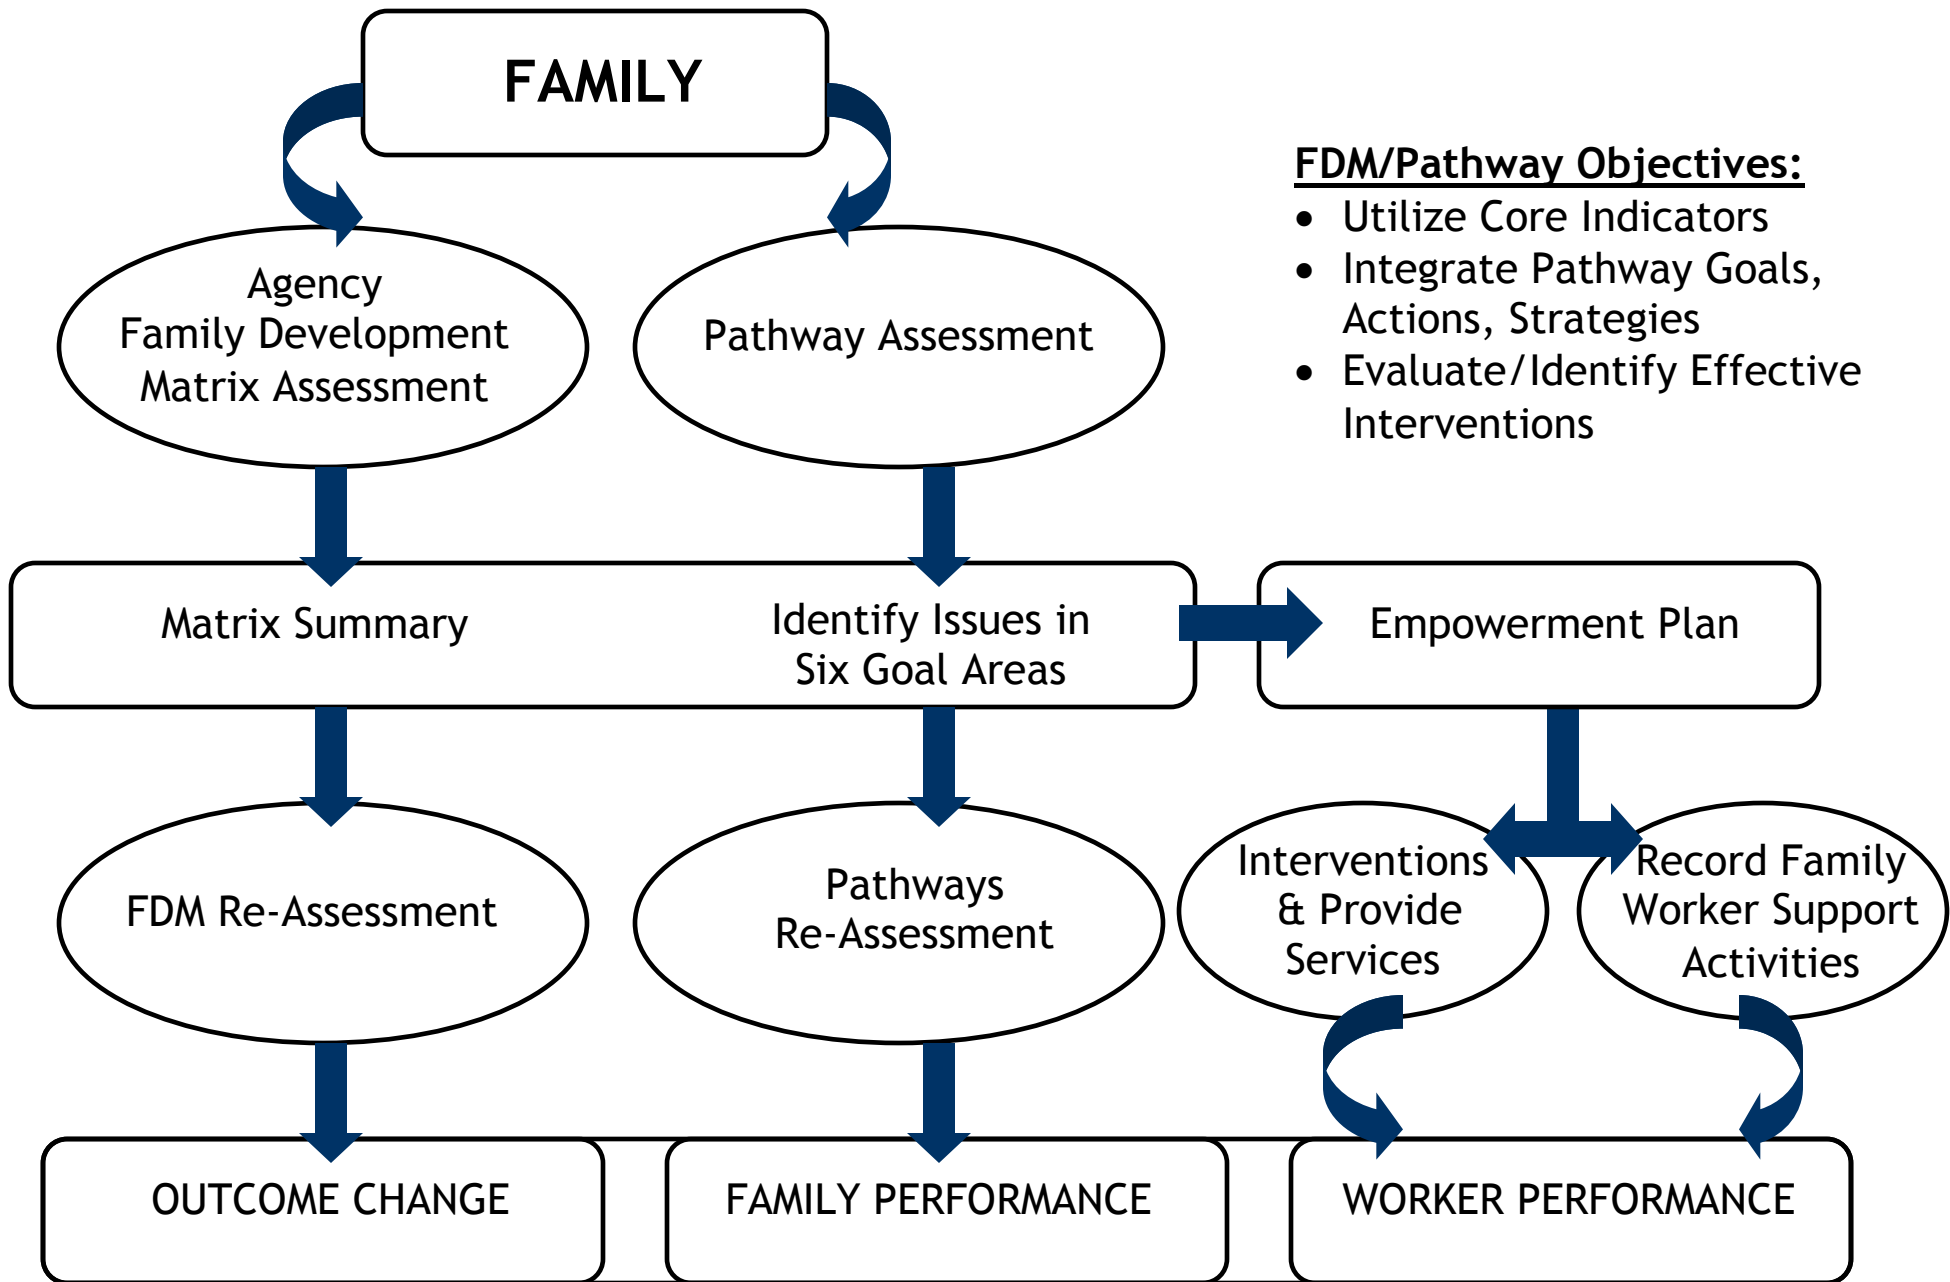 FAMILY
FDM/Pathway Objectives:
• Utilize Core Indicators
• Integrate Pathway Goals,
Actions, Strategies
• Evaluate/Identify Effective
Interventions
Agency
Family Development
Matrix Assessment
Pathway Assessment
Matrix Summary
Identify Issues in
Six Goal Areas
Empowerment Plan
FDM Re-Assessment
Pathways
Re-Assessment
Interventions
& Provide
Services
Record Family
Worker Support
Activities
OUTCOME CHANGE
FAMILY PERFORMANCE
WORKER PERFORMANCE